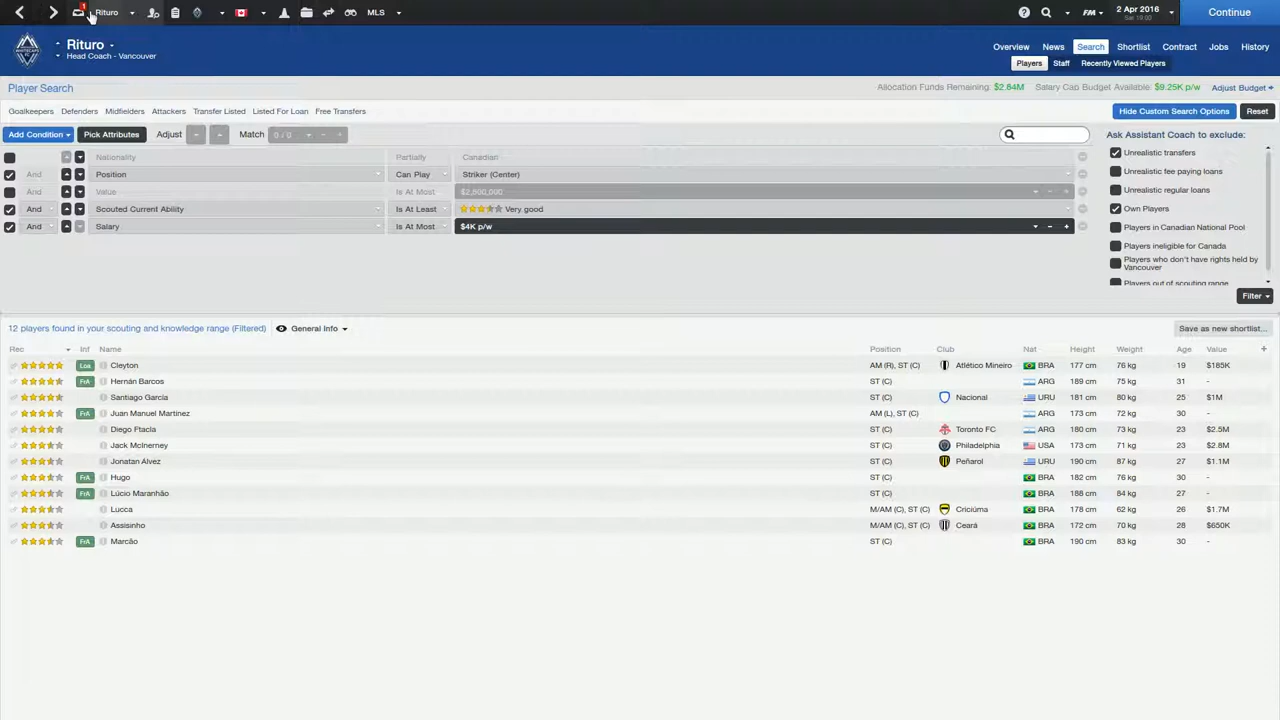 1
Rituro
MLS
FM
2 Apr 2016
Sat 19:00
Continue
Rituro
Head Coach - Vancouver
Overview News Search Shortlist Contract Jobs History
Players Staff Recently Viewed Players
Player Search
Allocation Funds Remaining: $2.84M Salary Cap Budget Available: $9.25K p/w Adjust Budget
Goalkeepers Defenders Midfielders Attackers Transfer Listed Listed For Loan Free Transfers
Hide Custom Search Options Reset
Add Condition Pick Attributes Adjust Match 0 / 0
Ask Assistant Coach to exclude:
Nationality Partially Canadian
And Position Can Play Striker (Center)
And Value Is At Most $2,800,000
And Scouted Current Ability Is At Least Very good
And Salary Is At Most $4K p/w
Unrealistic transfers
Unrealistic fee paying loans
Unrealistic regular loans
Own Players
Players in Canadian National Pool
Players ineligible for Canada
Players who don't have rights held by
Vancouver
Players out of scouting range
Filter
12 players found in your scouting and knowledge range (Filtered) General Info Save as new shortlist...
Rec Inf Name Position Club Nat Height Weight Age Value
Loa Cleyton AM (R), ST (C) Atlético Mineiro BRA 177 cm 76 kg 19 $185K
FrA Hernán Barcos ST (C) ARG 189 cm 75 kg 31 -
Santiago García ST (C) Nacional URU 181 cm 80 kg 25 $1M
FrA Juan Manuel Martínez AM (L), ST (C) ARG 173 cm 72 kg 30 -
Diego Ftacla ST (C) Toronto FC ARG 180 cm 73 kg 23 $2.5M
Jack McInerney ST (C) Philadelphia USA 173 cm 71 kg 23 $2.8M
Jonatan Alvez ST (C) Peñarol URU 190 cm 87 kg 27 $1.1M
FrA Hugo ST (C) BRA 182 cm 76 kg 30 -
FrA Lúcio Maranhão ST (C) BRA 188 cm 84 kg 27 -
Lucca M/AM (C), ST (C) Criciúma BRA 178 cm 62 kg 26 $1.7M
Assisinho M/AM (C), ST (C) Ceará BRA 172 cm 70 kg 28 $650K
FrA Marcão ST (C) BRA 190 cm 83 kg 30 -